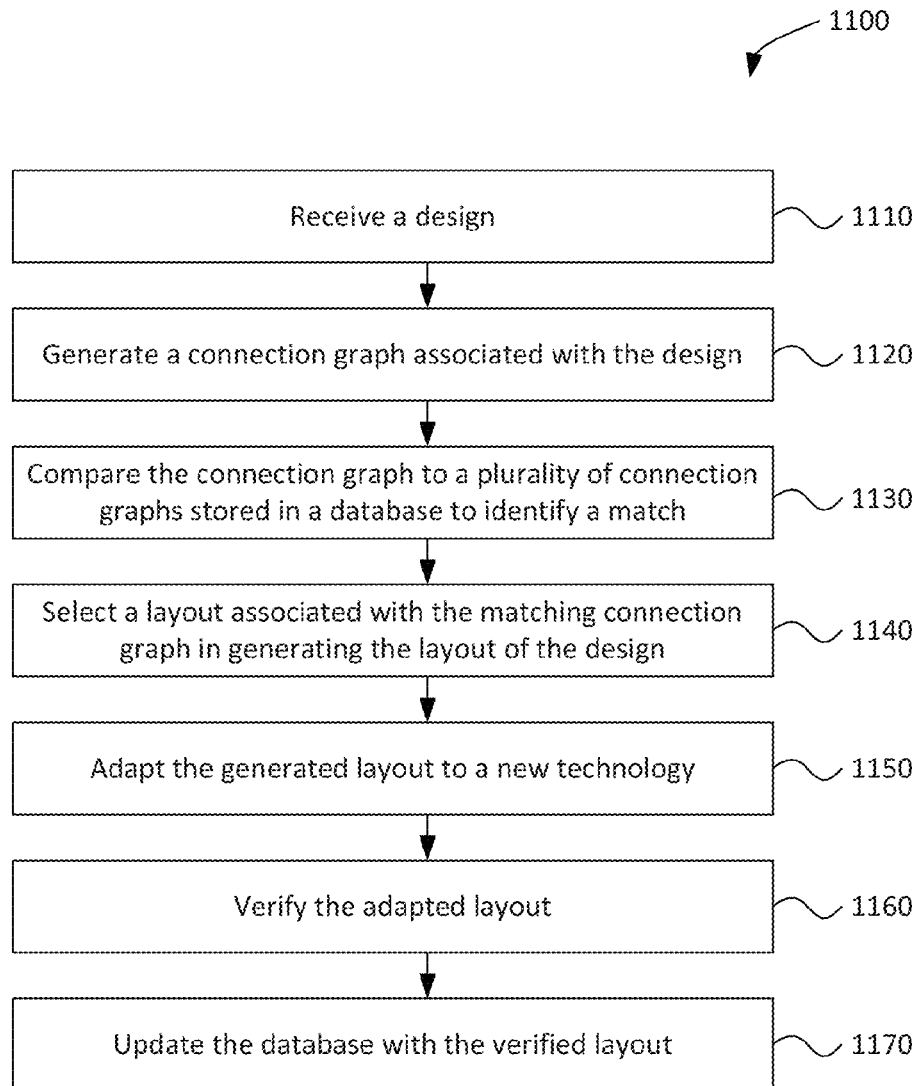 1100
Receive a design
1110
Generate a connection graph associated with the design
1120
Compare the connection graph to a plurality of connection
graphs stored in a database to identify a match
1130
Select a layout associated with the matching connection
graph in generating the layout of the design
1140
Adapt the generated layout to a new technology
1150
Verify the adapted layout
1160
Update the database with the verified layout
1170